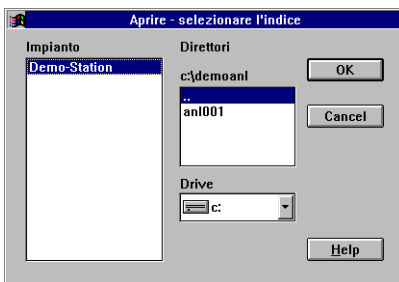 Aprire - selezionare l'indice
Impianto
Demo-Station
Direttori
c:\demoanl
..
anl001
Drive
c:
OK
Cancel
Help